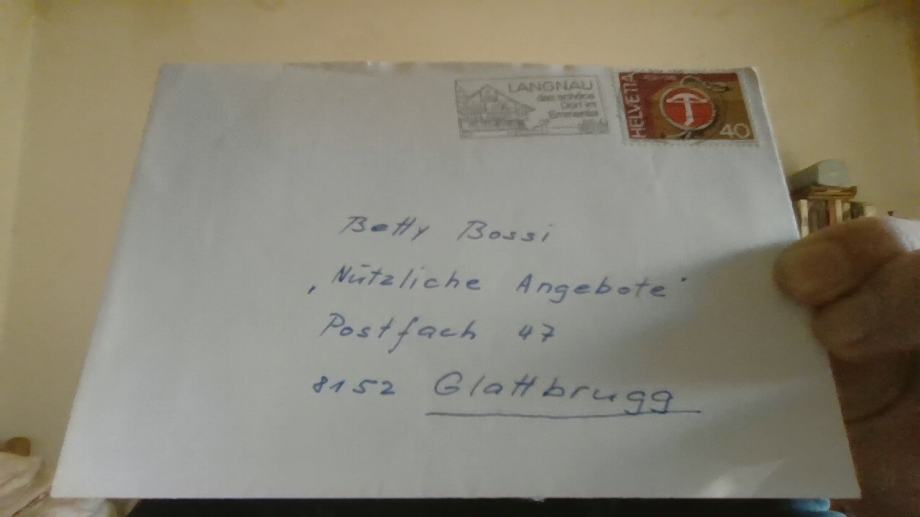 LANGNAU
das schöne
Dorf im
Emmental
HELVETIA
40
Betty Bossi
"Nützliche Angebote"
Postfach 47
8152 Glattbrugg